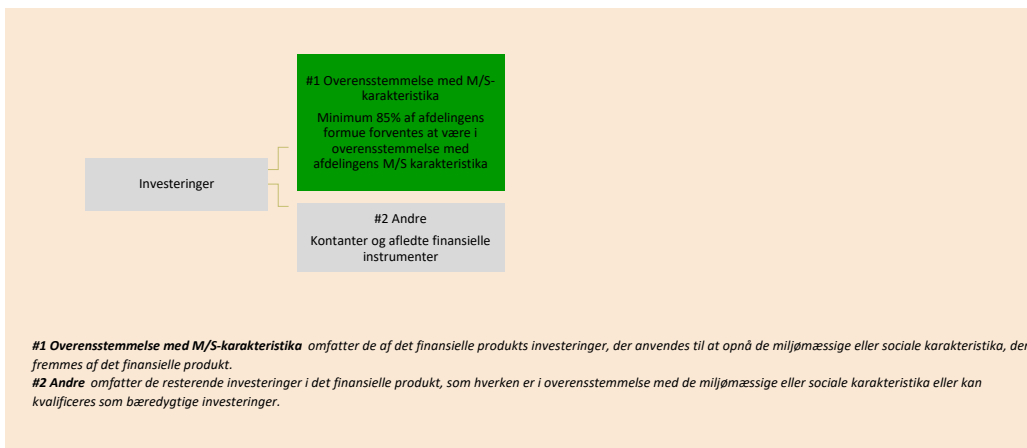 #1 Overensstemmelse med M/S-
karakteristika
Minimum 85% af afdelingens
formue forventes at være i
overensstemmelse med
afdelingens M/S karakteristika
Investeringer
#2 Andre
Kontanter og afledte finansielle
instrumenter
#1 Overensstemmelse med M/S-karakteristika omfatter de af det finansielle produkts investeringer, der anvendes til at opnå de miljømæssige eller sociale karakteristika, der
fremmes af det finansielle produkt.
#2 Andre omfatter de resterende investeringer i det finansielle produkt, som hverken er i overensstemmelse med de miljømæssige eller sociale karakteristika eller kan
kvalificeres som bæredygtige investeringer.